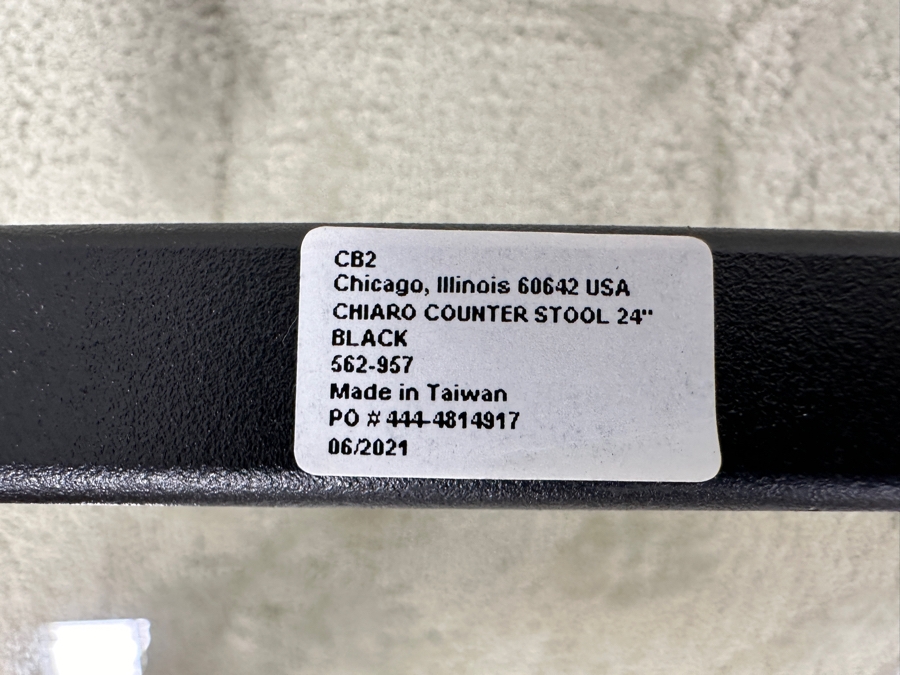 CB2
Chicago, Illinois 60642 USA
CHIARO COUNTER STOOL 24"
BLACK
562-957
Made in Taiwan
PO # 444-4814917
06/2021